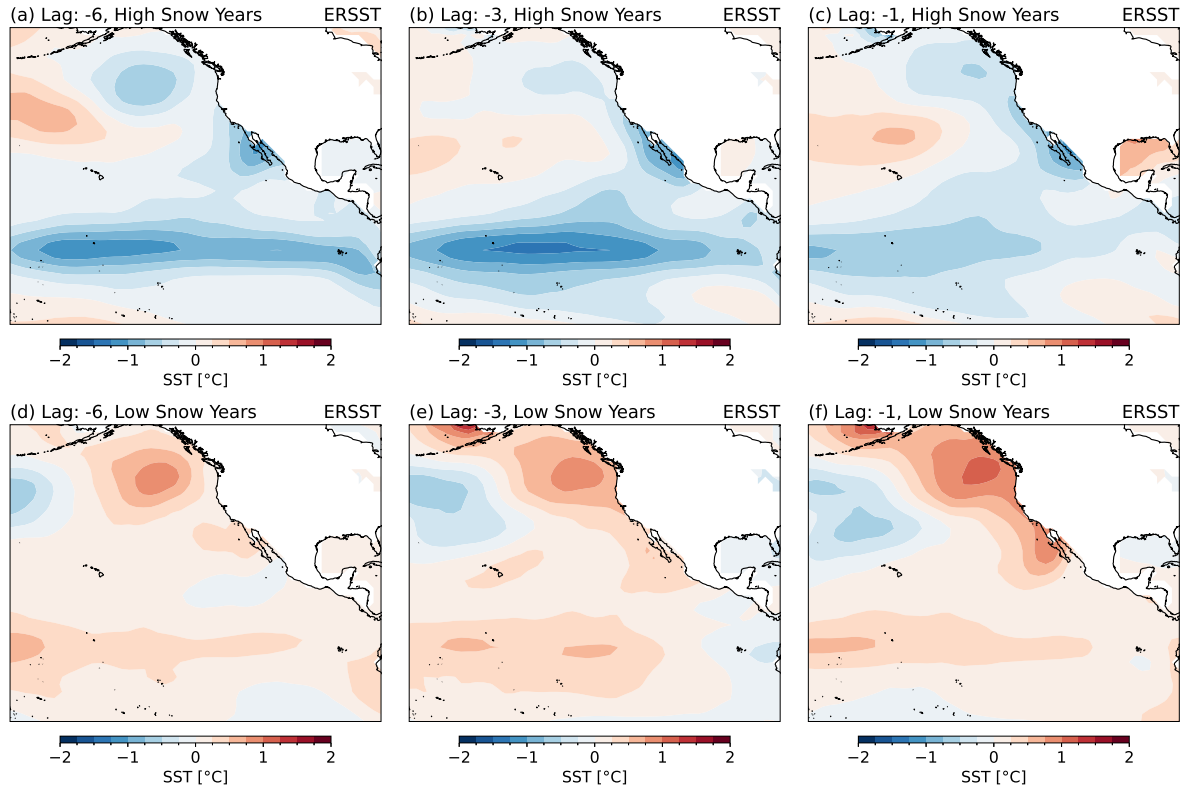 (a) Lag: -6, High Snow Years ERSST
(b) Lag: -3, High Snow Years ERSST
(c) Lag: -1, High Snow Years ERSST
−2 −1 0 1 2
SST [°C]
−2 −1 0 1 2
SST [°C]
−2 −1 0 1 2
SST [°C]
(d) Lag: -6, Low Snow Years ERSST
(e) Lag: -3, Low Snow Years ERSST
(f) Lag: -1, Low Snow Years ERSST
−2 −1 0 1 2
SST [°C]
−2 −1 0 1 2
SST [°C]
−2 −1 0 1 2
SST [°C]